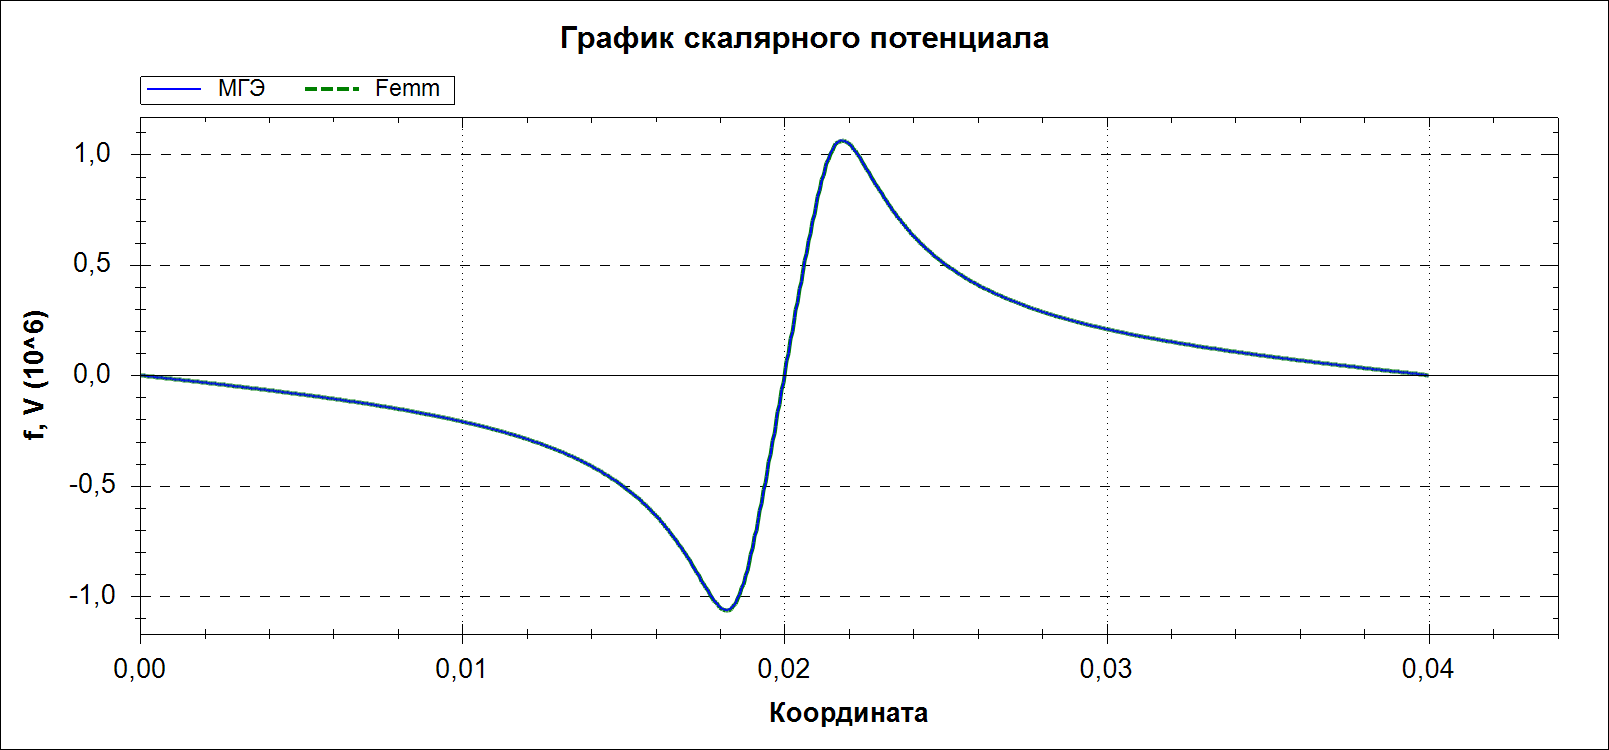 График скалярного потенциала
МГЭ Femm
f, V (10^6)
1,0
0,5
0,0
-0,5
-1,0
0,00 0,01 0,02 0,03 0,04
Координата